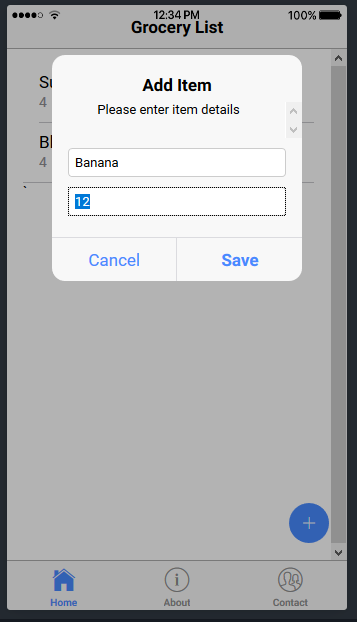 12:34 PM 100%
Grocery List
Add Item
Please enter item details
Su
4
Bl
4
`
Banana
12
Cancel Save
+
Home About Contact